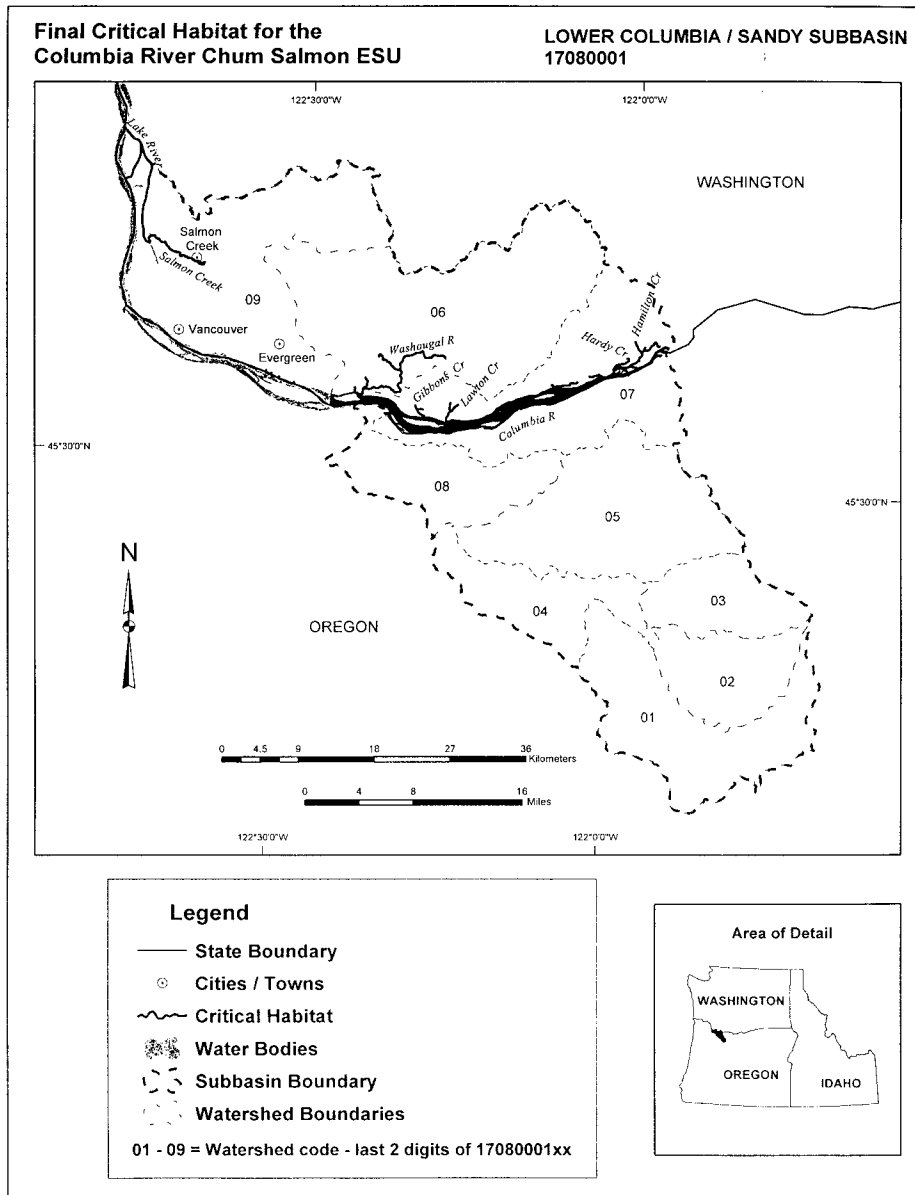 Final Critical Habitat for the
Columbia River Chum Salmon ESU
LOWER COLUMBIA / SANDY SUBBASIN
17080001
122°30'0"W
122°0'0"W
Lake River
WASHINGTON
Salmon
Creek
Salmon Creek
09
06
Hamilton Cr
Vancouver
Evergreen
Washougal R
Hardy Cr
Gibbons Cr
Lawton Cr
07
Columbia R
45°30'0"N
45°30'0"N
08
05
N
03
04
OREGON
02
01
0 4.5 9 18 27 36
Kilometers
0 4 8 16
Miles
122°30'0"W
122°0'0"W
Legend
State Boundary
Cities / Towns
Critical Habitat
Water Bodies
Subbasin Boundary
Watershed Boundaries
01 - 09 = Watershed code - last 2 digits of 17080001xx
Area of Detail
WASHINGTON
OREGON
IDAHO